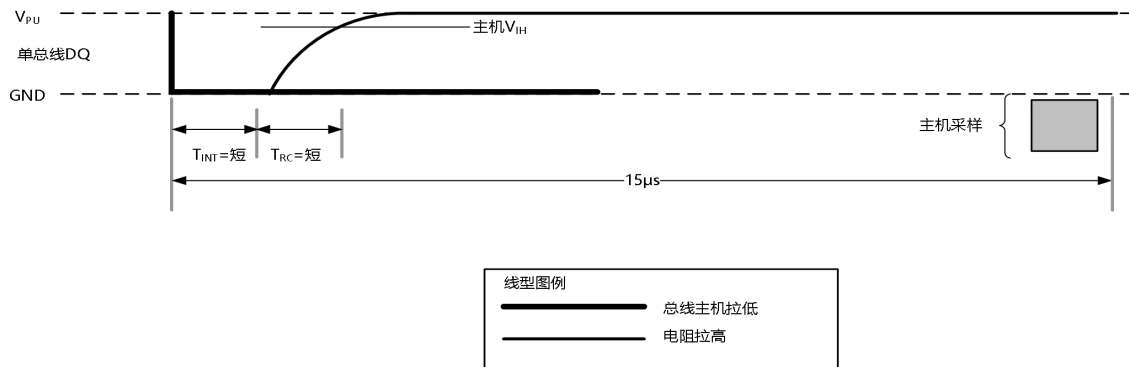 VPU
主机VIH
单总线DQ
GND
主机采样
TINT=短
TRC=短
15μs
线型图例
总线主机拉低
电阻拉高